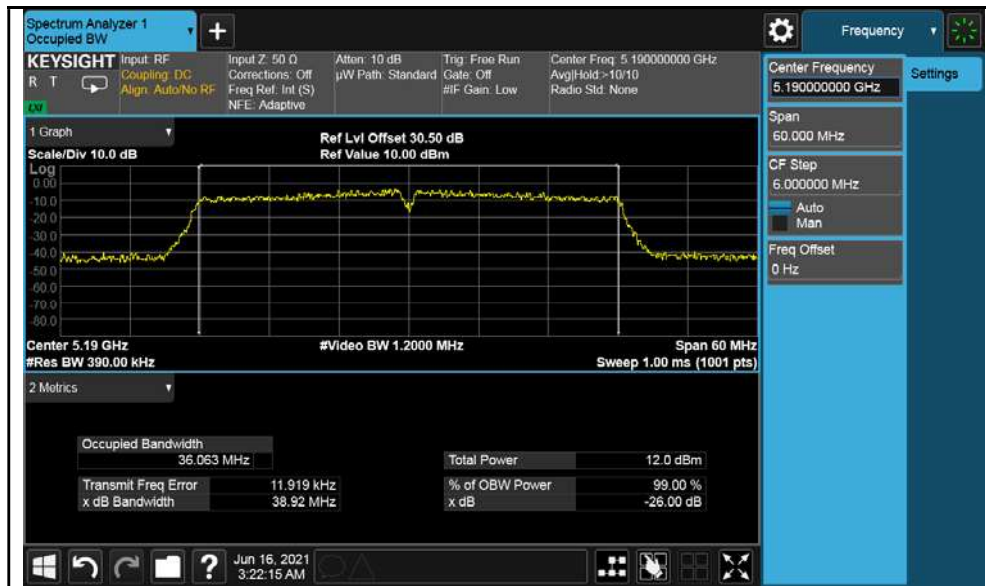 Spectrum Analyzer 1
Occupied BW
+
Frequency
KEYSIGHT
R T
LXI
Input: RF
Coupling: DC
Align: Auto/No RF
Input Z: 50 Ω
Corrections: Off
Freq Ref: Int (S)
NFE: Adaptive
Atten: 10 dB
µW Path: Standard
Trig: Free Run
Gate: Off
#IF Gain: Low
Center Freq: 5.190000000 GHz
Avg|Hold:>10/10
Radio Std: None
Center Frequency
5.190000000 GHz
Settings
Span
60.000 MHz
CF Step
6.000000 MHz
Auto
Man
Freq Offset
0 Hz
1 Graph
Scale/Div 10.0 dB
Ref Lvl Offset 30.50 dB
Ref Value 10.00 dBm
Log
0.00
-10.0
-20.0
-30.0
-40.0
-50.0
-60.0
-70.0
-80.0
Center 5.19 GHz
#Video BW 1.2000 MHz
Span 60 MHz
#Res BW 390.00 kHz
Sweep 1.00 ms (1001 pts)
2 Metrics
Occupied Bandwidth
36.063 MHz
Total Power 12.0 dBm
Transmit Freq Error 11.919 kHz
% of OBW Power 99.00 %
x dB Bandwidth 38.92 MHz
x dB -26.00 dB
?
Jun 16, 2021
3:22:15 AM